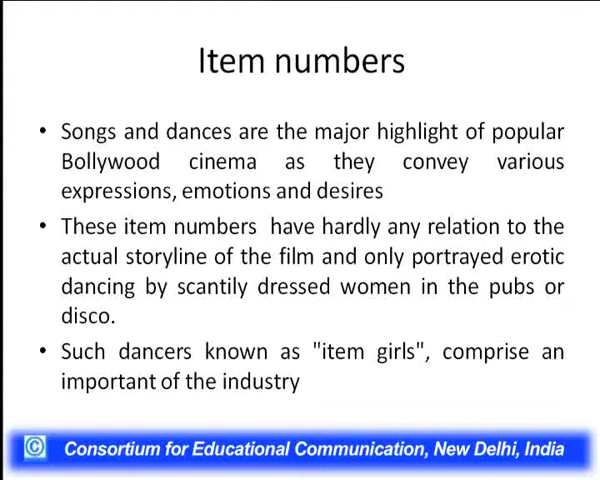 Item numbers
• Songs and dances are the major highlight of popular
Bollywood cinema as they convey various
expressions, emotions and desires
• These item numbers have hardly any relation to the
actual storyline of the film and only portrayed erotic
dancing by scantily dressed women in the pubs or
disco.
• Such dancers known as "item girls", comprise an
important of the industry
© Consortium for Educational Communication, New Delhi, India